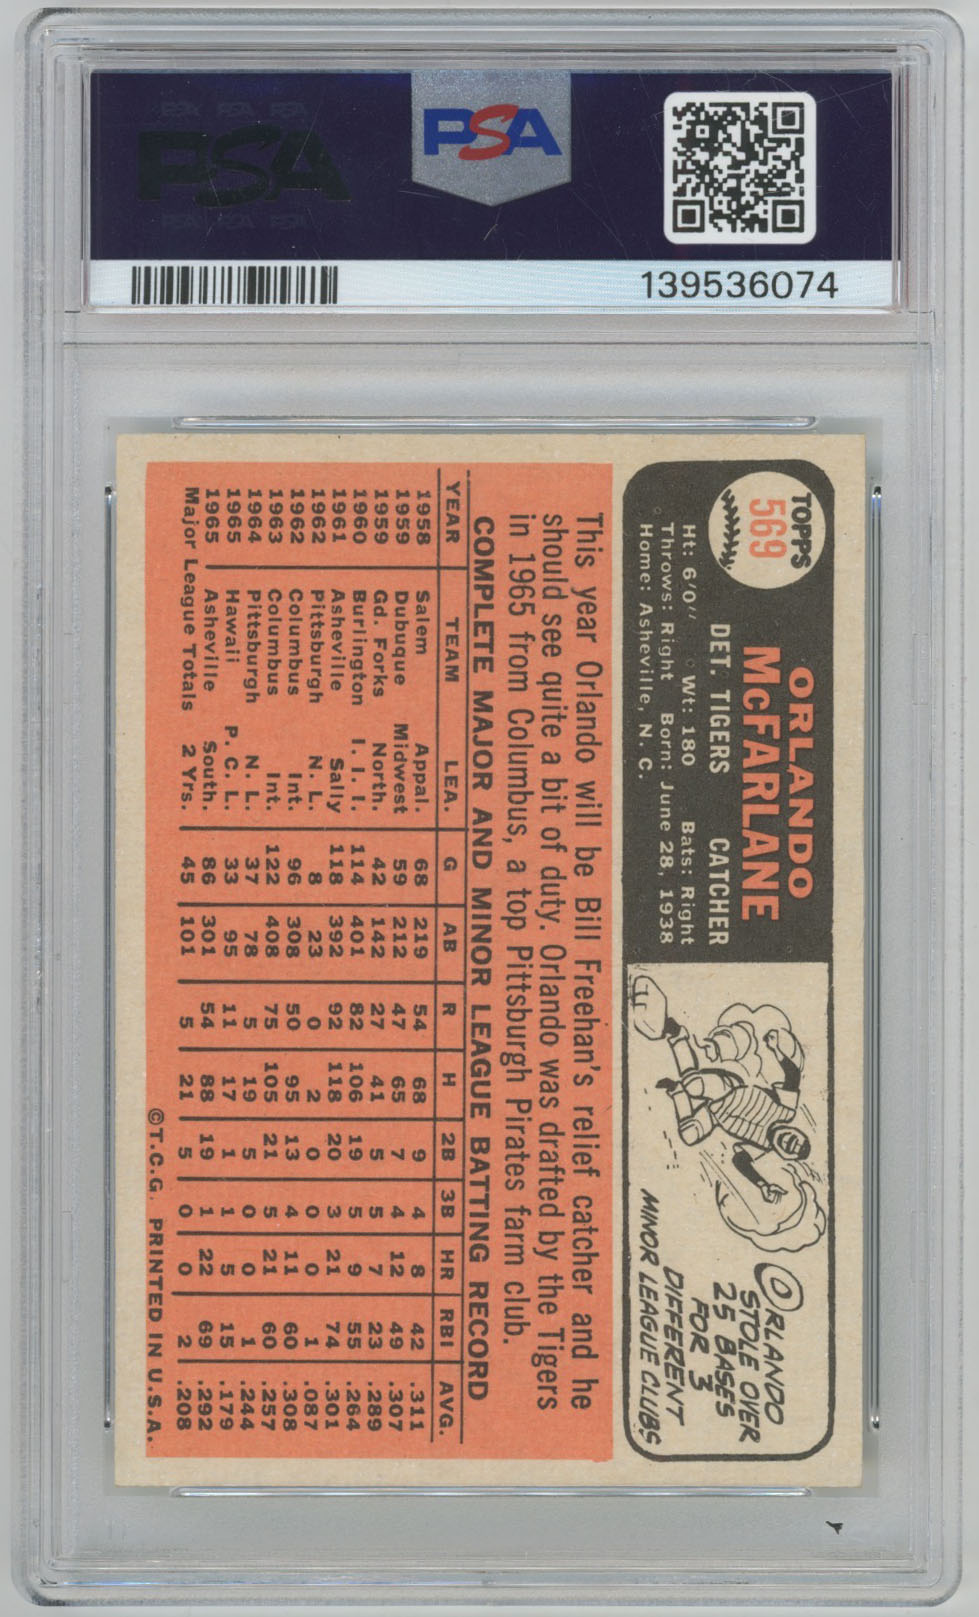 PSA PSA PSA
PSA
PSA PSA PSA
PSA
139536074
TOPPS
569
ORLANDO
McFARLANE
DET. TIGERS CATCHER
Ht: 6'0" Wt: 180 Bats: Right
Throws: Right Born: June 28, 1938
Home: Asheville, N. C.
ORLANDO
STOLE OVER
25 BASES
FOR 3
DIFFERENT
MINOR LEAGUE CLUBS
This year Orlando will be Bill Freehan's relief catcher and he
should see quite a bit of duty. Orlando was drafted by the Tigers
in 1965 from Columbus, a top Pittsburgh Pirates farm club.
COMPLETE MAJOR AND MINOR LEAGUE BATTING RECORD
YEAR TEAM LEA. G AB R H 2B 3B HR RBI AVG.
1958 Salem Appal. 68 219 54 68 9 4 8 42 .311
1959 Dubuque Midwest 59 212 47 65 7 4 12 49 .307
1959 Gd. Forks North. 42 142 27 41 5 5 7 23 .289
1960 Burlington I. I. I. 114 401 82 106 19 5 9 55 .264
1961 Asheville Sally 118 392 92 118 20 3 21 74 .301
1962 Pittsburgh N. L. 8 23 0 2 0 0 0 1 .087
1962 Columbus Int. 96 308 50 95 13 4 11 60 .308
1963 Columbus Int. 122 408 75 105 21 5 21 60 .257
1964 Pittsburgh N. L. 37 78 5 19 5 0 0 1 .244
1965 Hawaii P. C. L. 33 95 11 17 1 1 5 15 .179
1965 Asheville South. 86 301 54 88 19 1 22 69 .292
Major League Totals 2 Yrs. 45 101 5 21 5 0 0 2 .208
©T.C.G. PRINTED IN U.S.A.